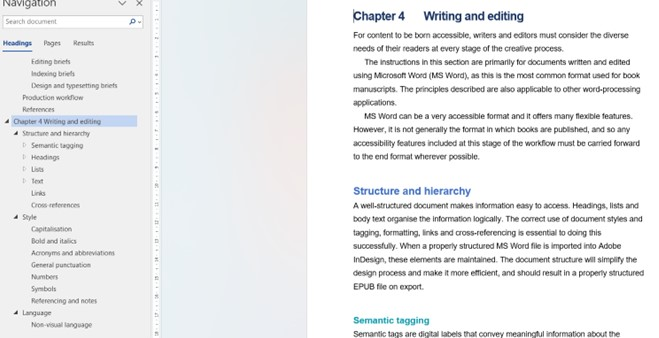 Navigation
Search document
Headings Pages Results
Editing briefs
Indexing briefs
Design and typesetting briefs
Production workflow
References
Chapter 4 Writing and editing
Structure and hierarchy
Semantic tagging
Headings
Lists
Text
Links
Cross-references
Style
Capitalisation
Bold and italics
Acronyms and abbreviations
General punctuation
Numbers
Symbols
Referencing and notes
Language
Non-visual language
Chapter 4 Writing and editing
For content to be born accessible, writers and editors must consider the diverse
needs of their readers at every stage of the creative process.
The instructions in this section are primarily for documents written and edited
using Microsoft Word (MS Word), as this is the most common format used for book
manuscripts. The principles described are also applicable to other word-processing
applications.
MS Word can be a very accessible format and it offers many flexible features.
However, it is not generally the format in which books are published, and so any
accessibility features included at this stage of the workflow must be carried forward
to the end format wherever possible.
Structure and hierarchy
A well-structured document makes information easy to access. Headings, lists and
body text organise the information logically. The correct use of document styles and
tagging, formatting, links and cross-referencing is essential to doing this
successfully. When a properly structured MS Word file is imported into Adobe
InDesign, these elements are maintained. The document structure will simplify the
design process and make it more efficient, and should result in a properly structured
EPUB file on export.
Semantic tagging
Semantic tags are digital labels that convey meaningful information about the